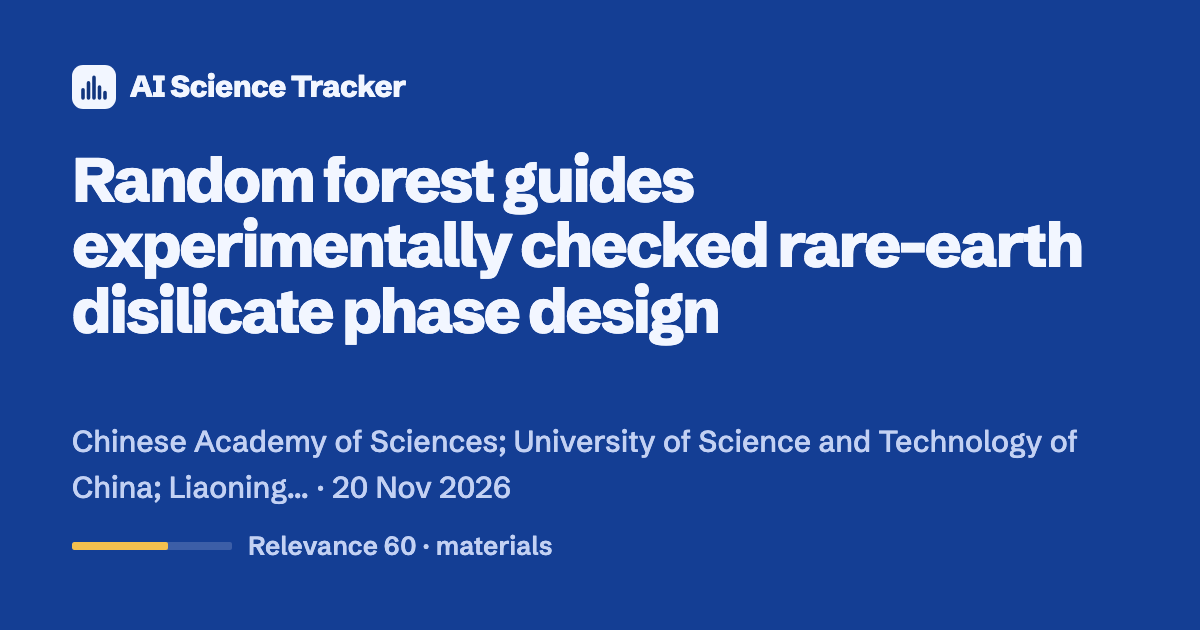 AI Science Tracker
Random forest guides
experimentally checked rare-earth
disilicate phase design
Chinese Academy of Sciences; University of Science and Technology of
China; Liaoning... · 20 Nov 2026
Relevance 60 · materials